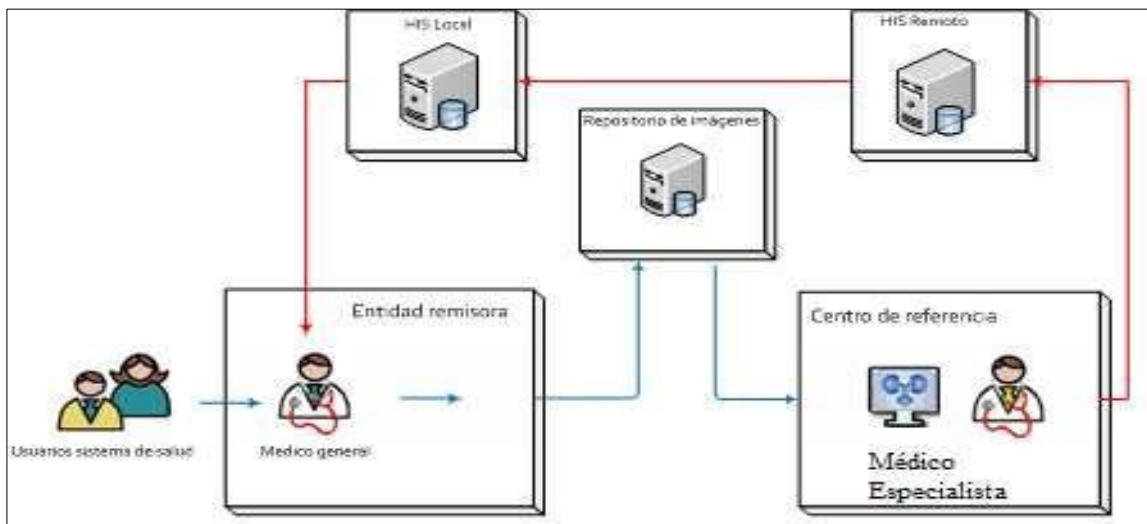 HIS Local
HIS Remoto
Repositorio de imágenes
Entidad remisora
Centro de referencia
Usuarios sistema de salud
Medico general
Médico
Especialista